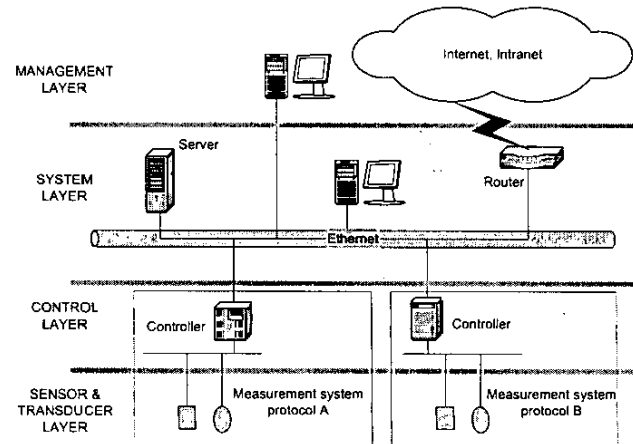 Internet, Intranet
MANAGEMENT
LAYER
Server
SYSTEM
LAYER
Router
Ethernet
CONTROL
LAYER
Controller
Controller
SENSOR &
TRANSDUCER
LAYER
Measurement system
protocol A
Measurement system
protocol B